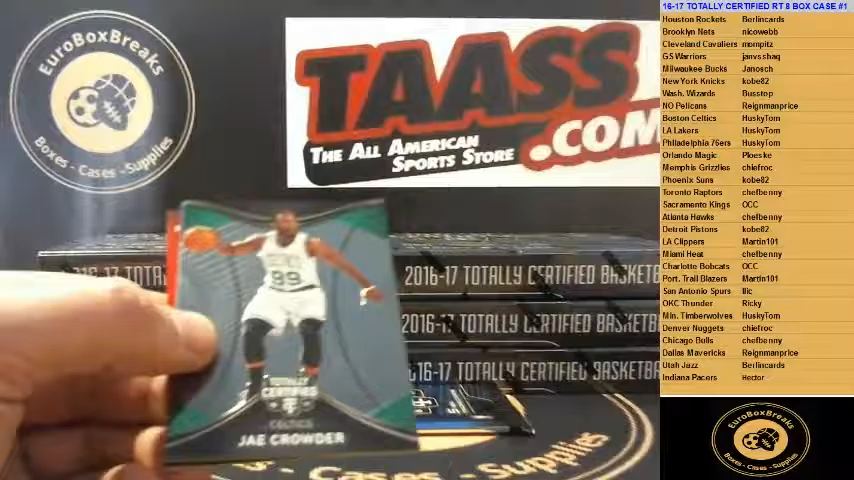 EuroBoxBreaks
Boxes - Cases - Supplies
TAASS
.COM
THE ALL AMERICAN
SPORTS STORE
2016-17 TOTALLY CERTIFIED BASKETB
2016-17 TOTALLY CERTIFIED BASKETB
TOTALLY CERTIFIED BASKETBA
99
TOTALLY
CERTIFIED
CELTICS
JAE CROWDER
Cases - Supplies
16-17 TOTALLY CERTIFIED RT 8 BOX CASE #1
Houston Rockets Berlincards
Brooklyn Nets nicowebb
Cleveland Cavaliers mompitz
GS Warriors janvsshaq
Milwaukee Bucks Janosch
New York Knicks kobe82
Wash. Wizards Busstop
NO Pelicans Reignmanprice
Boston Celtics HuskyTom
LA Lakers HuskyTom
Philadelphia 76ers HuskyTom
Orlando Magic Ploeske
Memphis Grizzlies chiefroc
Phoenix Suns kobe82
Toronto Raptors chefbenny
Sacramento Kings OCC
Atlanta Hawks chefbenny
Detroit Pistons kobe82
LA Clippers Martin101
Miami Heat chefbenny
Charlotte Bobcats OCC
Port. Trail Blazers Martin101
San Antonio Spurs Ilic
OKC Thunder Ricky
Min. Timberwolves HuskyTom
Denver Nuggets chiefroc
Chicago Bulls chefbenny
Dallas Mavericks Reignmanprice
Utah Jazz Berlincards
Indiana Pacers Hector
EuroBoxBreaks
Boxes - Cases - Supplies